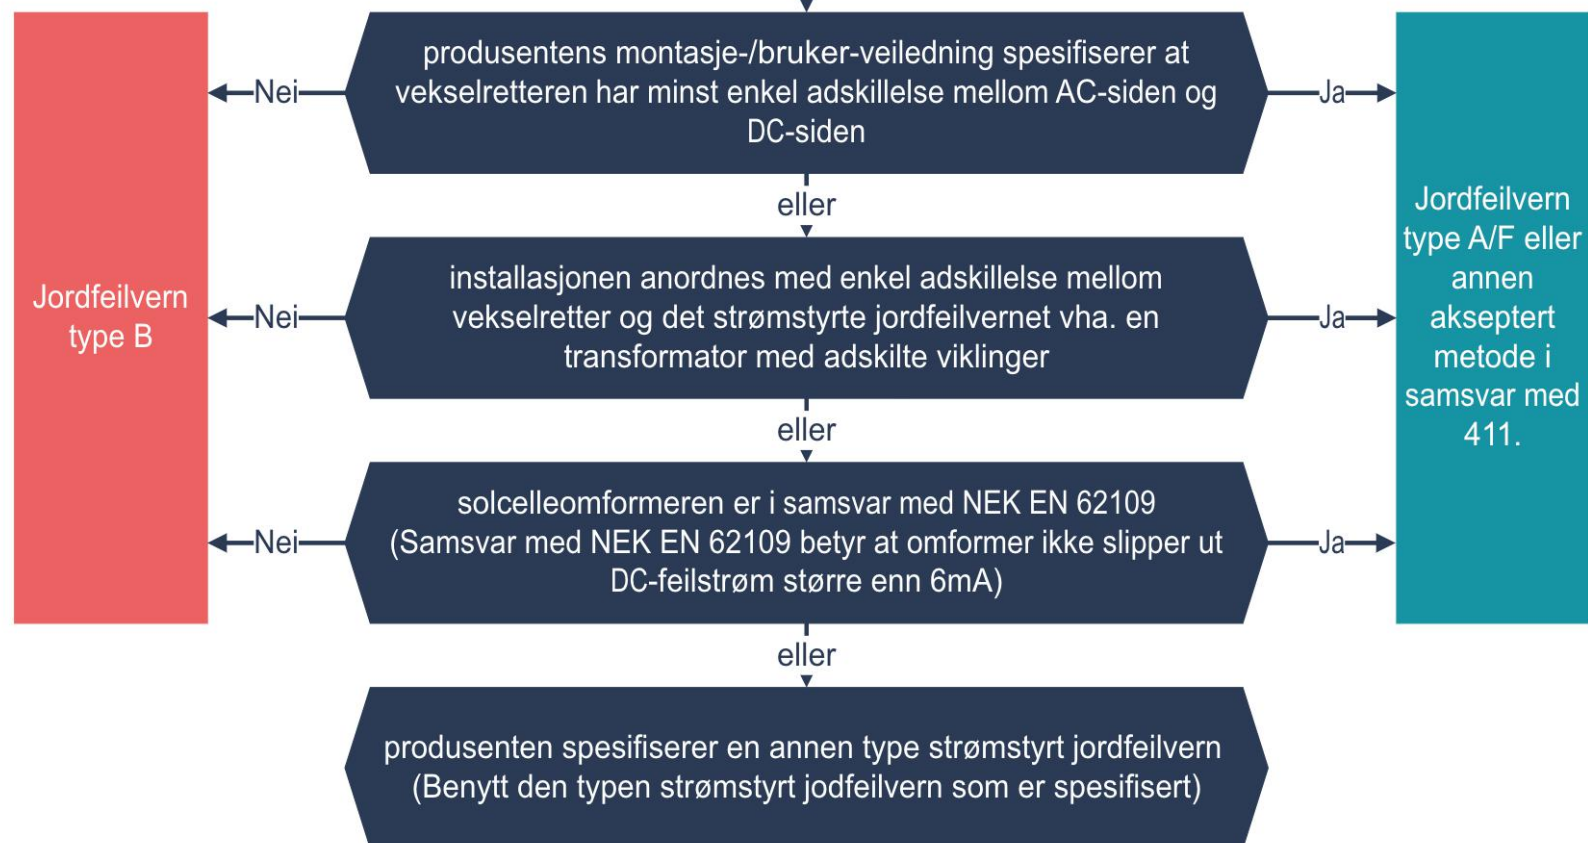 produsentens montasje-/bruker-veiledning spesifiserer at
vekselretteren har minst enkel adskillelse mellom AC-siden og
DC-siden
Nei
Ja
eller
installasjonen anordnes med enkel adskillelse mellom
vekselretter og det strømstyrte jordfeilvernet vha. en
transformator med adskilte viklinger
Nei
Ja
Jordfeilvern
type B
Jordfeilvern
type A/F eller
annen
akseptert
metode i
samsvar med
411.
eller
solcelleomformeren er i samsvar med NEK EN 62109
(Samsvar med NEK EN 62109 betyr at omformer ikke slipper ut
DC-feilstrøm større enn 6mA)
Nei
Ja
eller
produsenten spesifiserer en annen type strømstyrt jordfeilvern
(Benytt den typen strømstyrt jodfeilvern som er spesifisert)